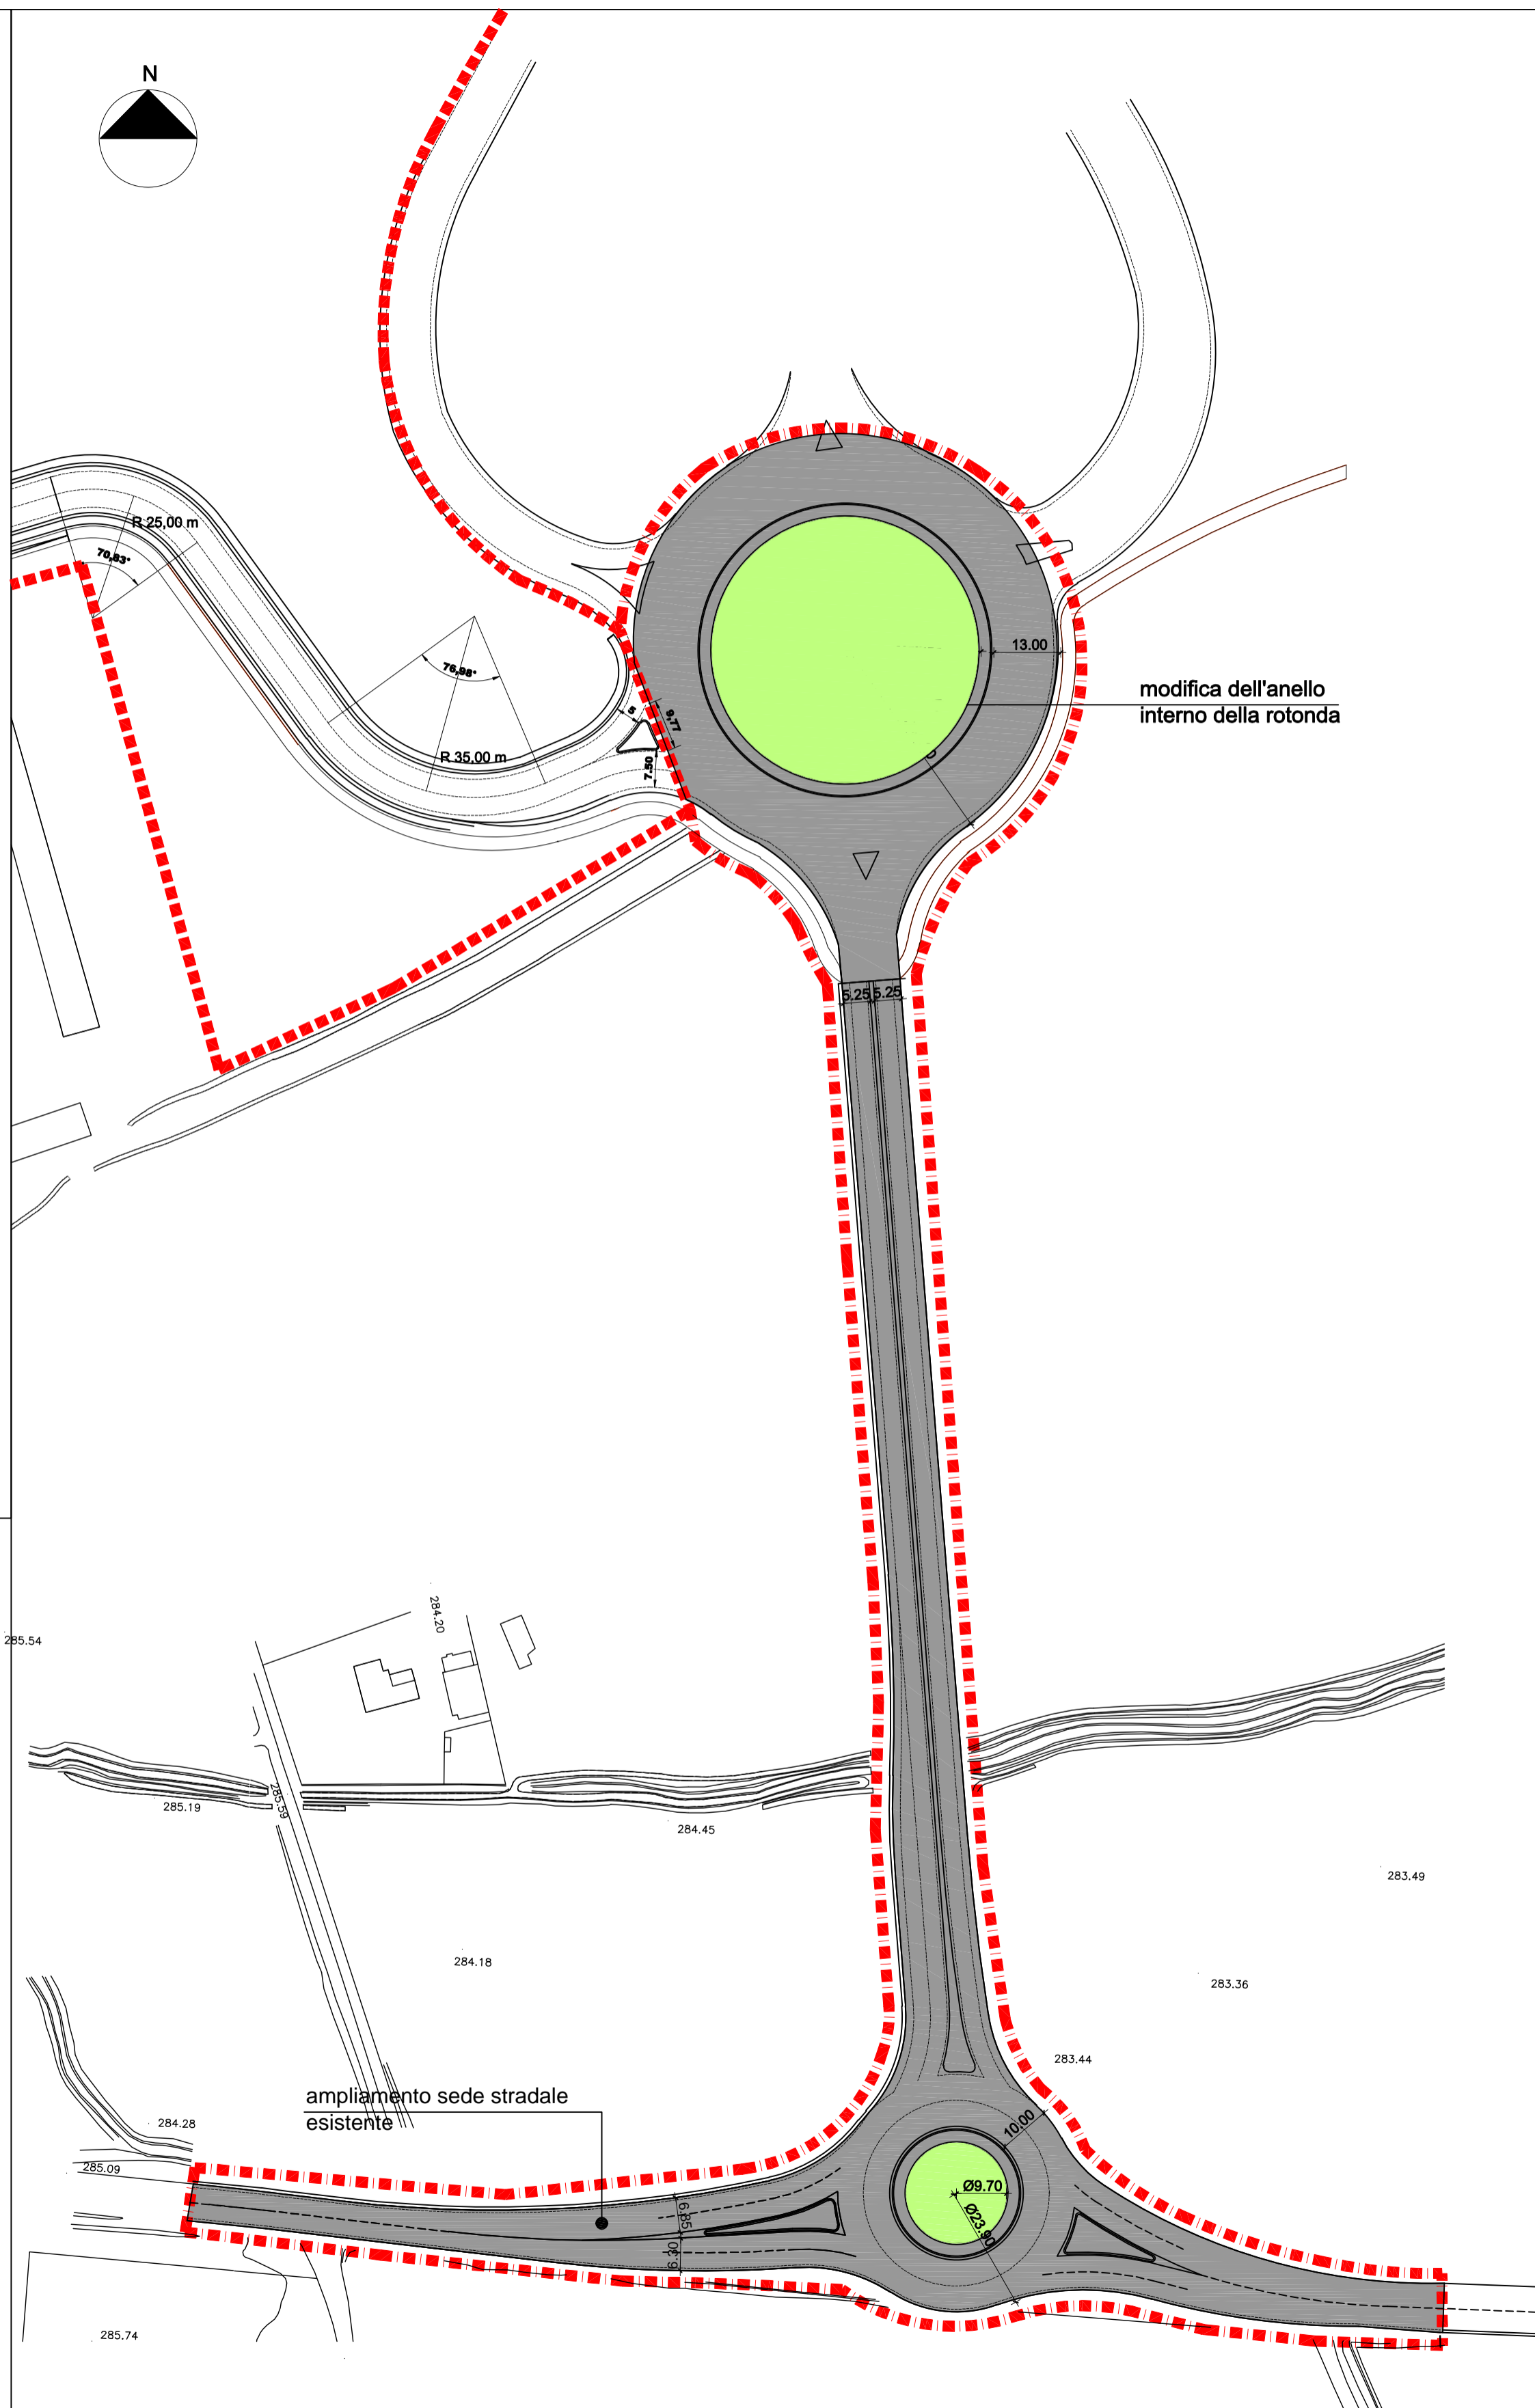 N
R 25,00 m
70,83°
76,98°
R 35.00 m
5
9,77
7.50
13.00
modifica dell'anello
interno della rotonda
5.25
5.25
284.20
285.54
285.59
285.19
284.45
283.49
284.18
283.36
283.44
ampliamento sede stradale
esistente
284.28
285.09
10.00
Ø9.70
Ø23.90
6.85
6.30
285.74